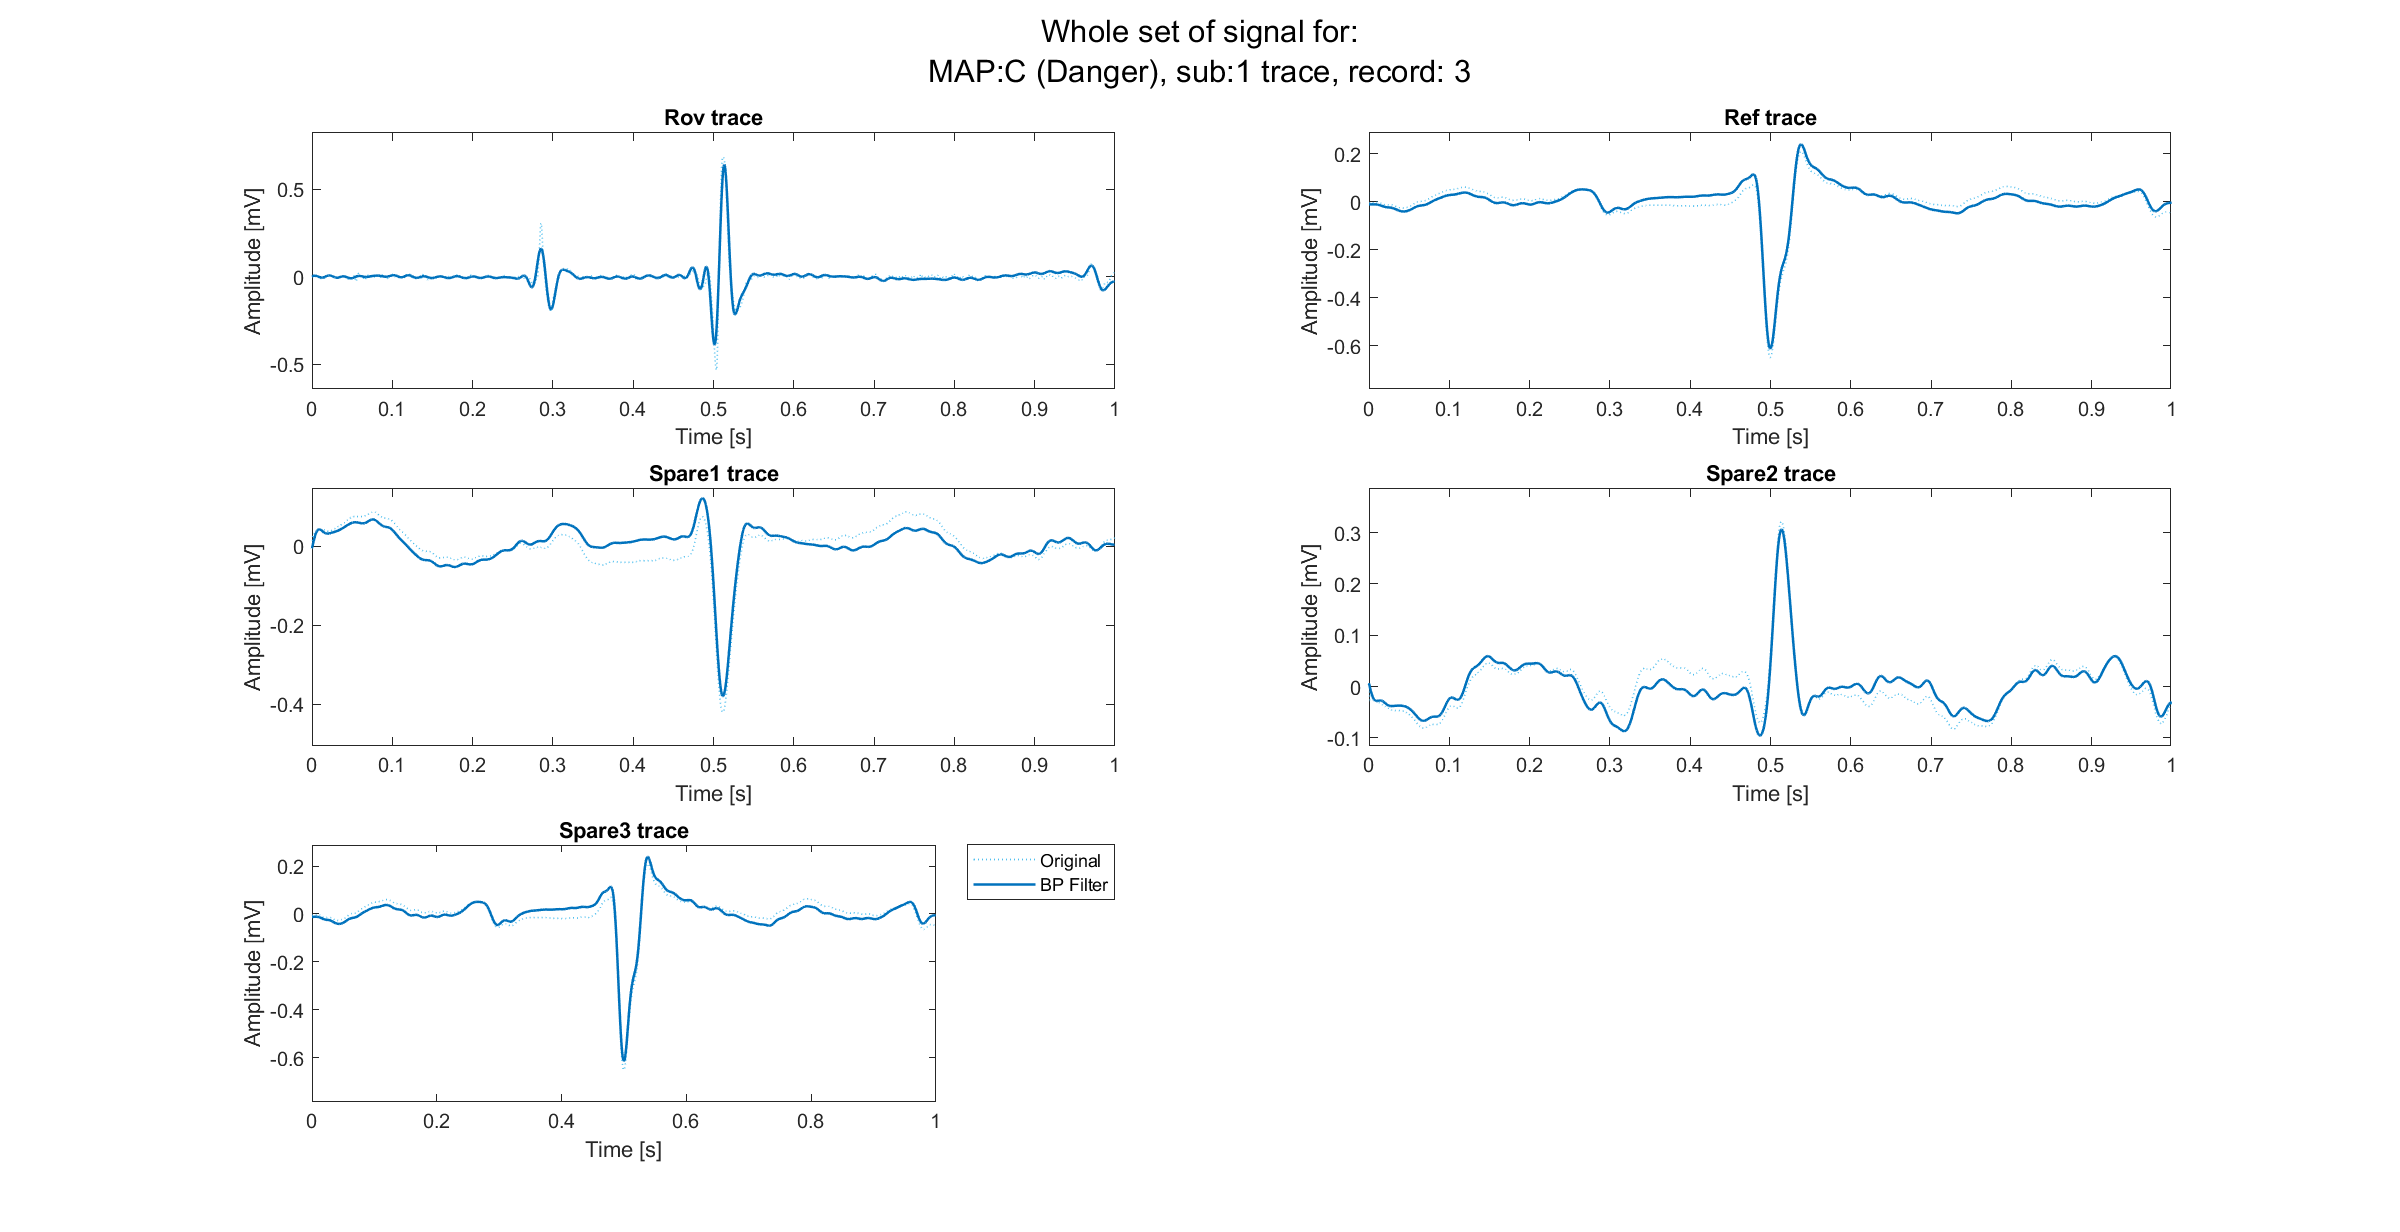 Whole set of signal for:
MAP:C (Danger), sub:1 trace, record: 3
Rov trace
Amplitude [mV]
0.5
0
-0.5
0 0.1 0.2 0.3 0.4 0.5 0.6 0.7 0.8 0.9 1
Time [s]
Ref trace
Amplitude [mV]
0.2
0
-0.2
-0.4
-0.6
0 0.1 0.2 0.3 0.4 0.5 0.6 0.7 0.8 0.9 1
Time [s]
Spare1 trace
Amplitude [mV]
0
-0.2
-0.4
0 0.1 0.2 0.3 0.4 0.5 0.6 0.7 0.8 0.9 1
Time [s]
Spare2 trace
Amplitude [mV]
0.3
0.2
0.1
0
-0.1
0 0.1 0.2 0.3 0.4 0.5 0.6 0.7 0.8 0.9 1
Time [s]
Spare3 trace
Amplitude [mV]
0.2
0
-0.2
-0.4
-0.6
0 0.2 0.4 0.6 0.8 1
Time [s]
Original
BP Filter